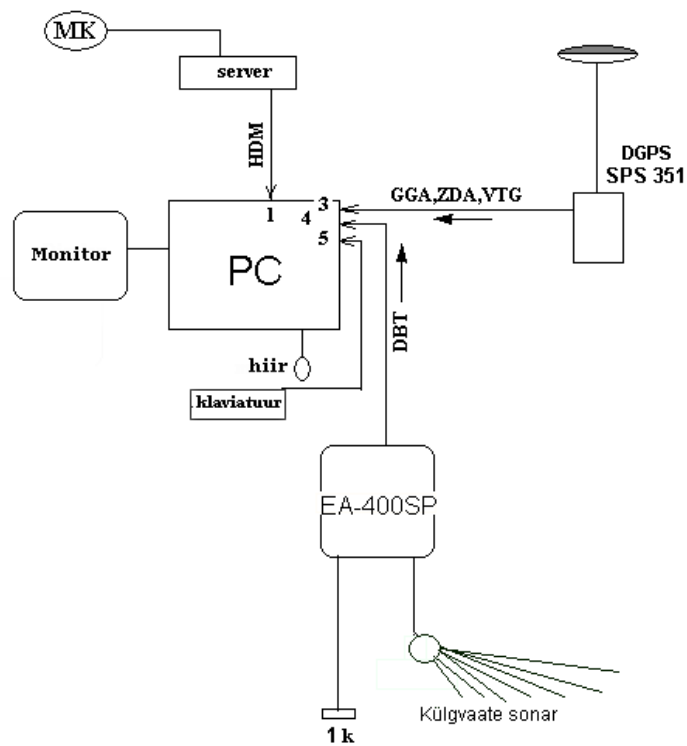 MK
server
HDM
DGPS
SPS 351
GGA,ZDA,VTG
1
3
4
5
Monitor
PC
DBT
hiir
klaviatuur
EA-400SP
Külgvaate sonar
1k